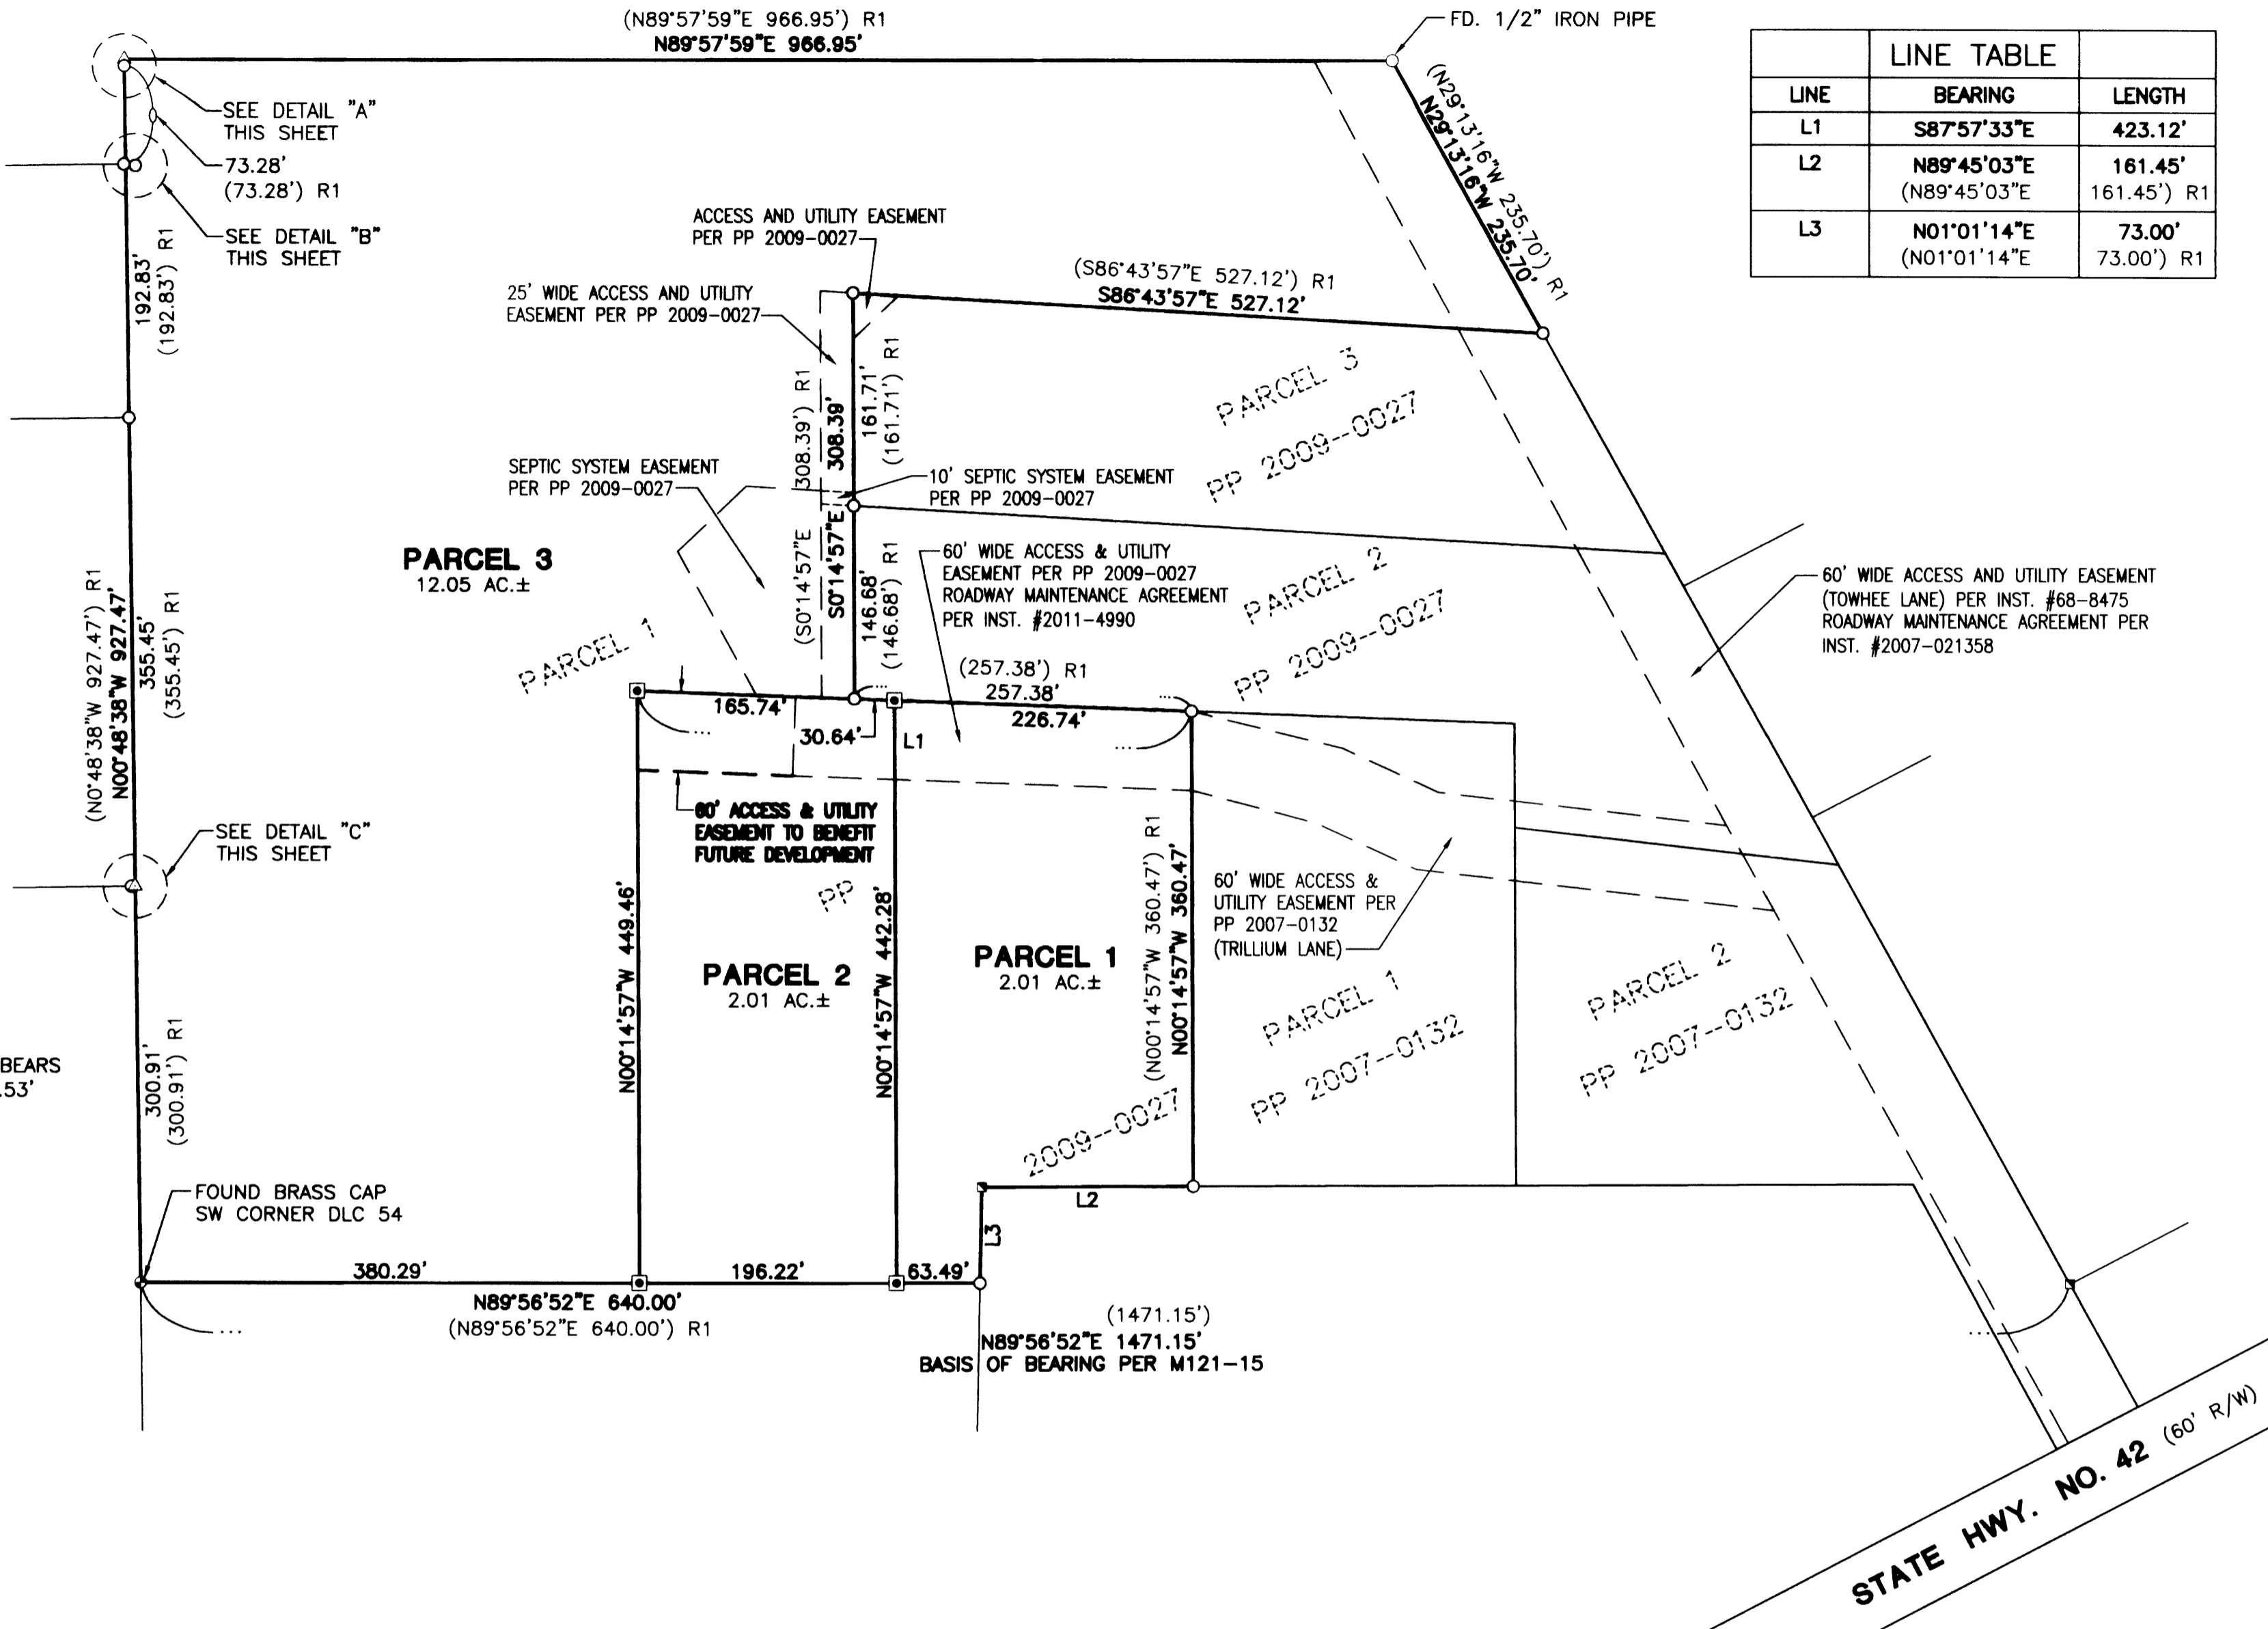 (N89°57'59"E 966.95') R1
N89°57'59"E 966.95'
FD. 1/2" IRON PIPE
LINE TABLE
LINE BEARING LENGTH
L1 S87°57'33"E 423.12'
L2 N89°45'03"E 161.45'
(N89°45'03"E 161.45') R1
L3 N01°01'14"E 73.00'
(N01°01'14"E 73.00') R1
SEE DETAIL "A"
THIS SHEET
73.28'
(73.28') R1
SEE DETAIL "B"
THIS SHEET
192.83'
(192.83') R1
(N29°13'16"W 235.70') R1
N29°13'16"W 235.70'
ACCESS AND UTILITY EASEMENT
PER PP 2009-0027
25' WIDE ACCESS AND UTILITY
EASEMENT PER PP 2009-0027
(S86°43'57"E 527.12') R1
S86°43'57"E 527.12'
PARCEL 3
PP 2009--0027
(S0°14'57"E 308.39') R1
S0°14'57"E 308.39'
161.71'
(161.71') R1
SEPTIC SYSTEM EASEMENT
PER PP 2009-0027
10' SEPTIC SYSTEM EASEMENT
PER PP 2009-0027
PARCEL 3
12.05 AC.±
PARCEL 1
146.68'
(146.68') R1
60' WIDE ACCESS & UTILITY
EASEMENT PER PP 2009-0027
ROADWAY MAINTENANCE AGREEMENT
PER INST. #2011-4990
PARCEL 2
PP 2009--0027
60' WIDE ACCESS AND UTILITY EASEMENT
(TOWHEE LANE) PER INST. #68-8475
ROADWAY MAINTENANCE AGREEMENT PER
INST. #2007-021358
(N0°48'38"W 927.47') R1
N00°48'38"W 927.47'
355.45'
(355.45') R1
(257.38') R1
257.38'
165.74'
226.74'
30.64'
L1
...
...
...
...
60' ACCESS & UTILITY
EASEMENT TO BENEFIT
FUTURE DEVELOPMENT
PP
SEE DETAIL "C"
THIS SHEET
N00°14'57"W 449.46'
N00°14'57"W 442.28'
(N00°14'57"W 360.47') R1
N00°14'57"W 360.47'
60' WIDE ACCESS &
UTILITY EASEMENT PER
PP 2007-0132
(TRILLIUM LANE)
PARCEL 2
2.01 AC.±
PARCEL 1
2.01 AC.±
PARCEL 1
PP 2007--0132
PARCEL 2
PP 2007--0132
2009--0027
BEARS
.53'
300.91'
(300.91') R1
FOUND BRASS CAP
SW CORNER DLC 54
L2
L3
380.29'
196.22'
63.49'
N89°56'52"E 640.00'
(N89°56'52"E 640.00') R1
...
(1471.15')
N89°56'52"E 1471.15'
BASIS OF BEARING PER M121-15
...
STATE HWY. NO. 42 (60' R/W)